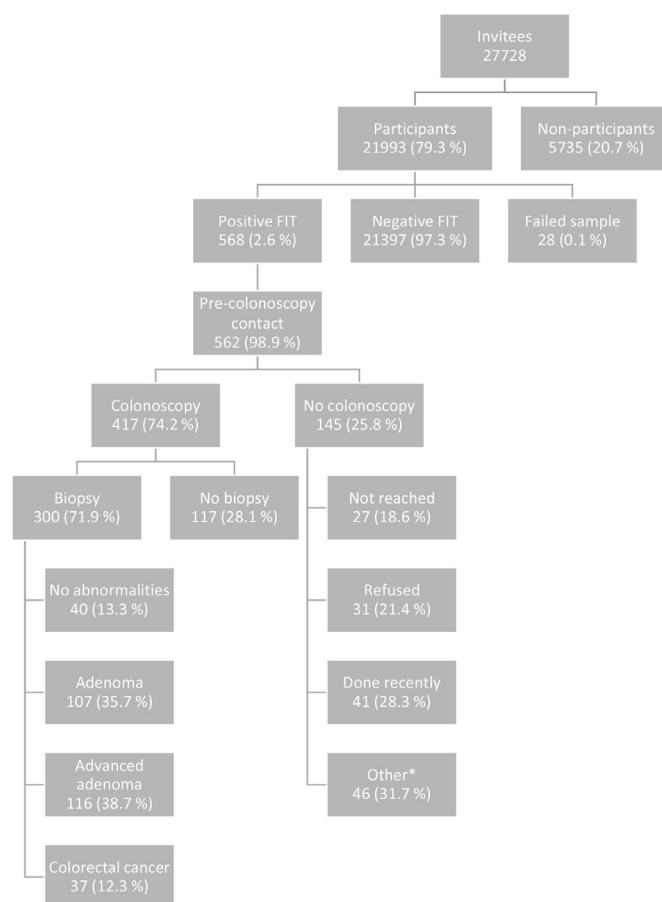 Invitees
27728
Participants
21993 (79.3 %)
Non-participants
5735 (20.7 %)
Positive FIT
568 (2.6 %)
Negative FIT
21397 (97.3 %)
Failed sample
28 (0.1 %)
Pre-colonoscopy
contact
562 (98.9 %)
Colonoscopy
417 (74.2 %)
No colonoscopy
145 (25.8 %)
Biopsy
300 (71.9 %)
No biopsy
117 (28.1 %)
Not reached
27 (18.6 %)
No abnormalities
40 (13.3 %)
Refused
31 (21.4 %)
Adenoma
107 (35.7 %)
Done recently
41 (28.3 %)
Advanced
adenoma
116 (38.7 %)
Other*
46 (31.7 %)
Colorectal cancer
37 (12.3 %)